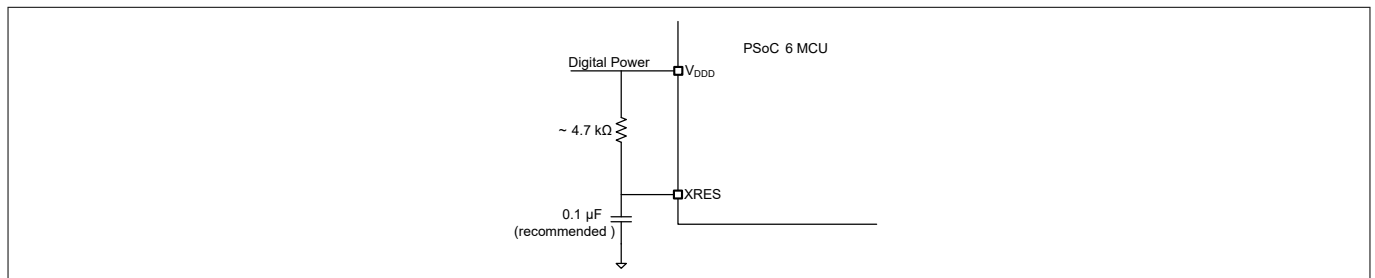 PSoC 6 MCU
Digital Power
VDDD
~ 4.7 kΩ
XRES
0.1 µF
(recommended )